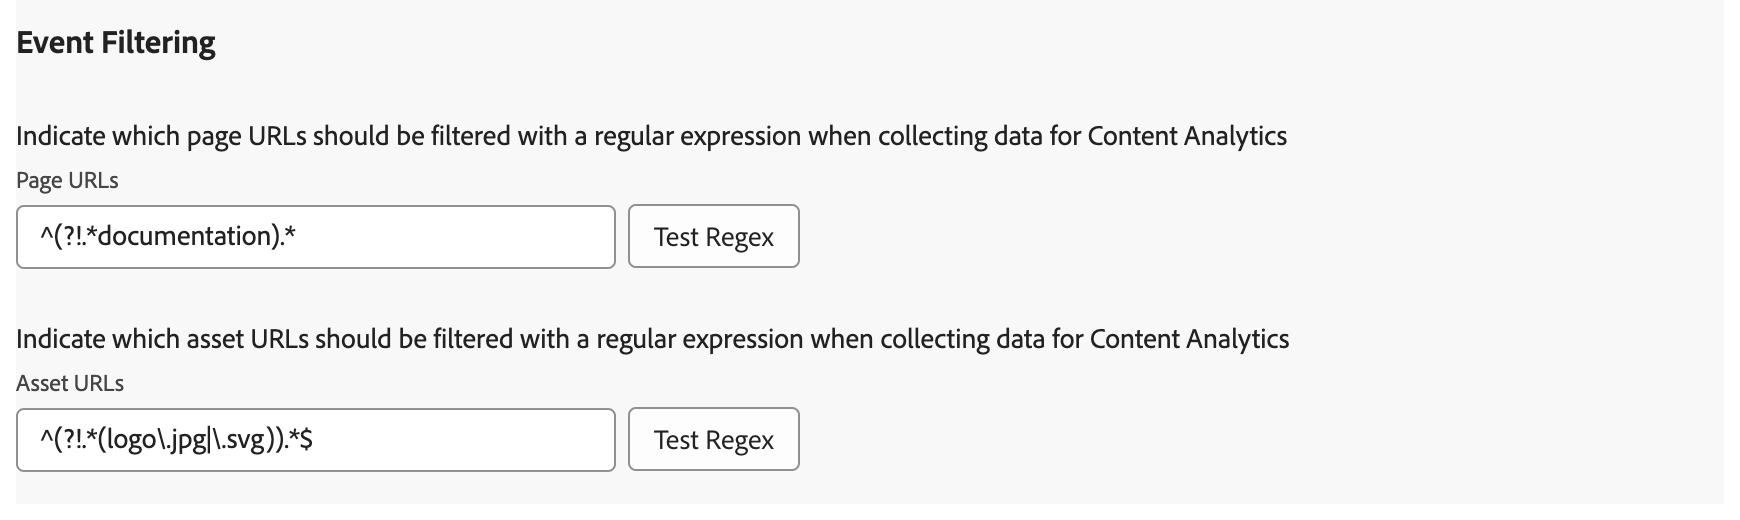 Event Filtering
Indicate which page URLs should be filtered with a regular expression when collecting data for Content Analytics
Page URLs
^(?!.*documentation).*
Test Regex
Indicate which asset URLs should be filtered with a regular expression when collecting data for Content Analytics
Asset URLs
^(?!.*(logo\.jpg|\.svg)).*$
Test Regex